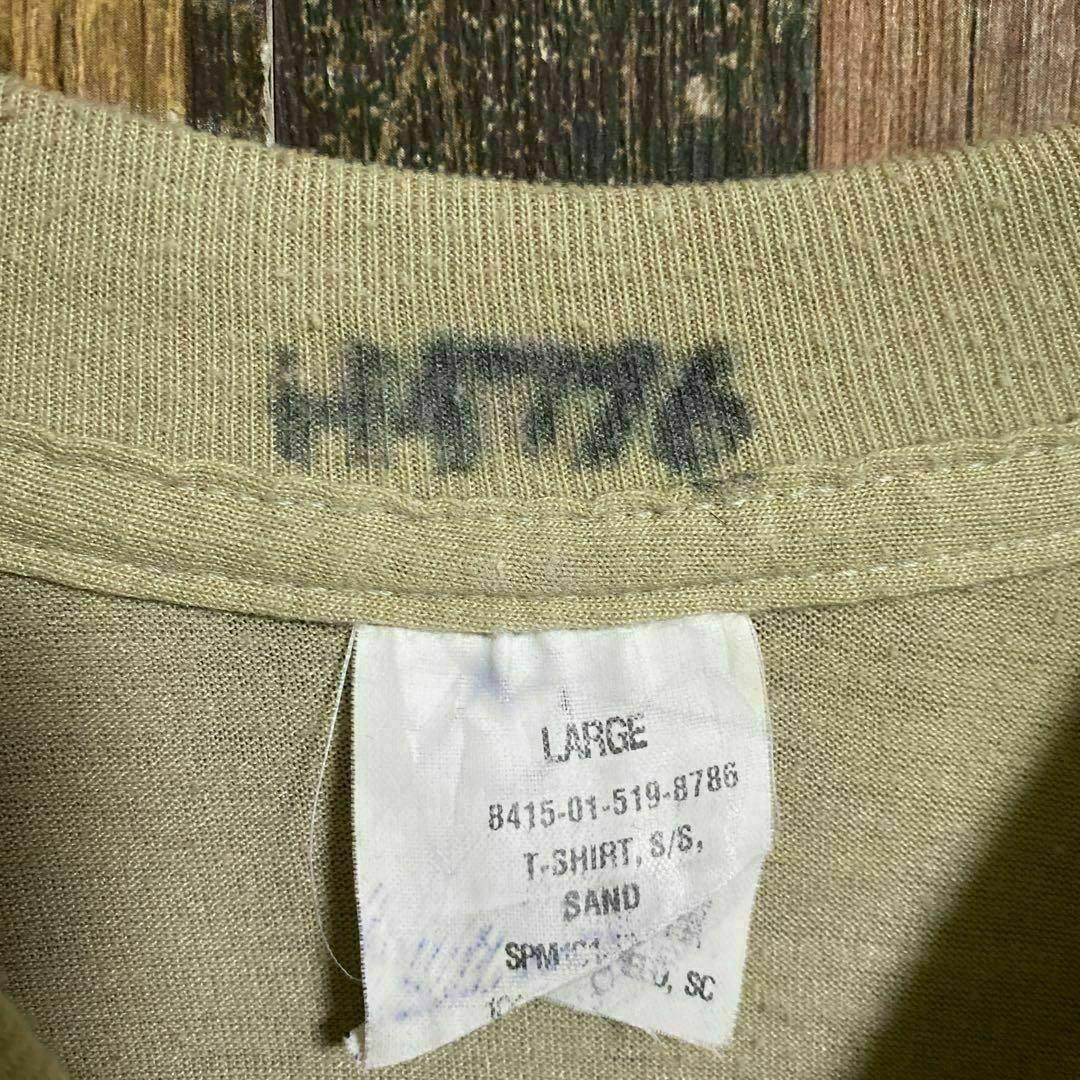 H4776
LARGE
8415-01-519-8786
T-SHIRT, S/S,
SAND
SC